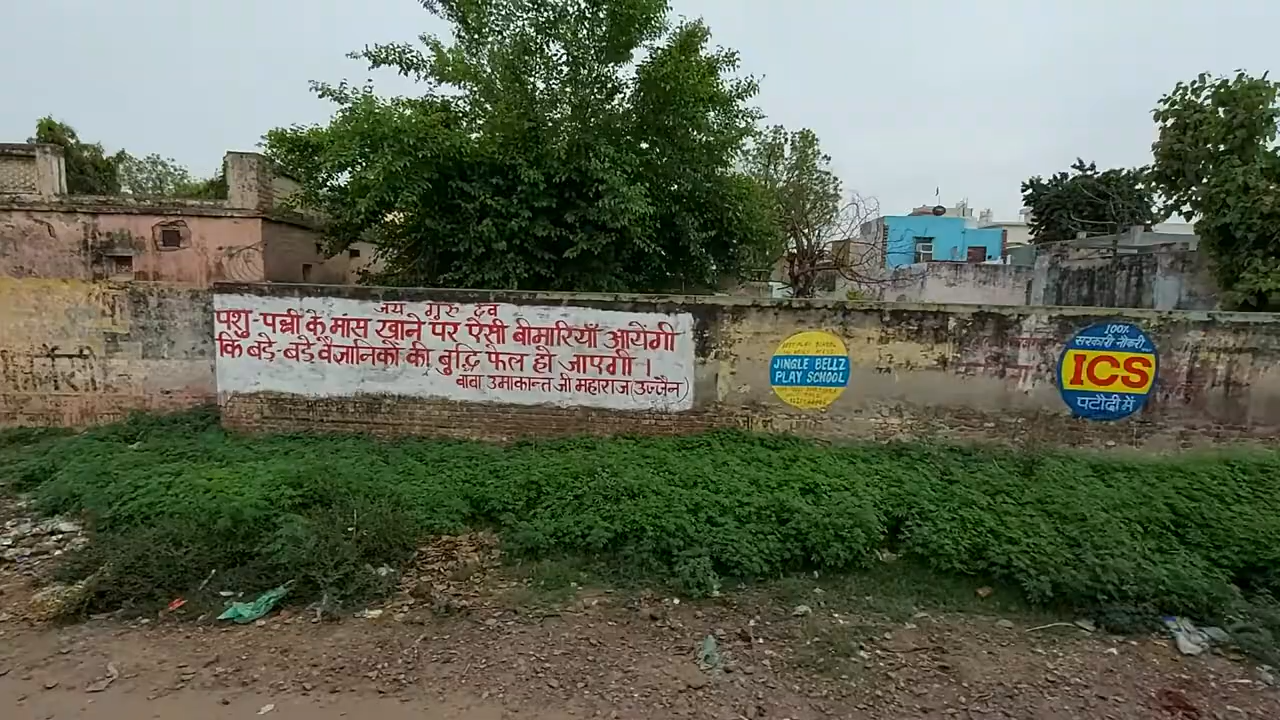 जय गुरु देव
पशु-पक्षी के मांस खाने पर ऐसी बीमारियाँ आयेंगी
कि बड़े-बड़े वैज्ञानिकों की बुद्धि फेल हो जाएगी ।
बाबा उमाकान्त जी महाराज (उज्जैन)
JINGLE BELLZ
PLAY SCHOOL
100%
सरकारी नौकरी
ICS
पटौदी में